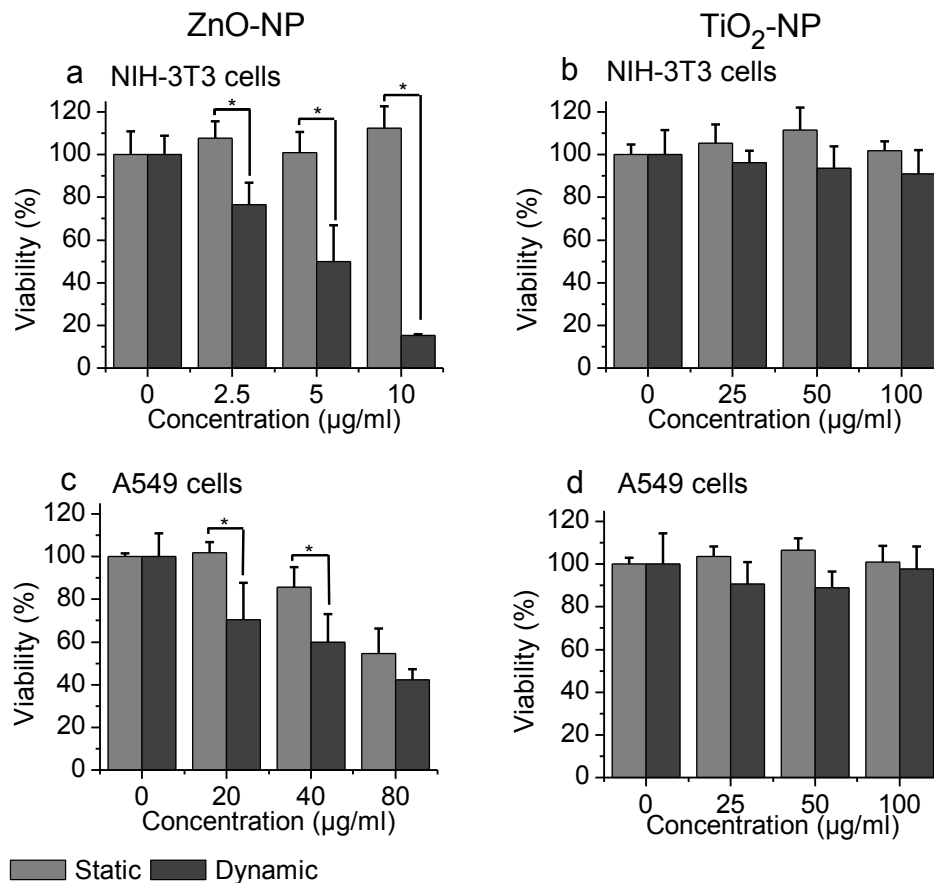 ZnO-NP
TiO2-NP
a NIH-3T3 cells
120
100
80
60
40
20
0
Viability (%)
* * *
0 2.5 5 10
Concentration (µg/ml)
b NIH-3T3 cells
120
100
80
60
40
20
0
Viability (%)
0 25 50 100
Concentration (µg/ml)
c A549 cells
120
100
80
60
40
20
0
Viability (%)
* *
0 20 40 80
Concentration (µg/ml)
d A549 cells
120
100
80
60
40
20
0
Viability (%)
0 25 50 100
Concentration (µg/ml)
Static Dynamic